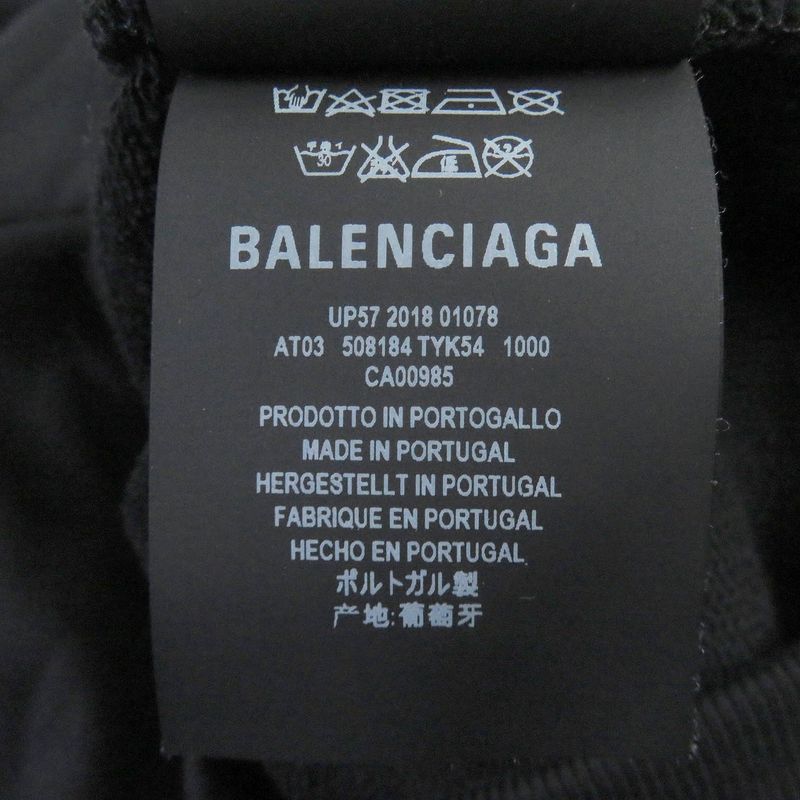 30
BALENCIAGA
UP57 2018 01078
AT03 508184 TYK54 1000
CA00985
PRODOTTO IN PORTOGALLO
MADE IN PORTUGAL
HERGESTELLT IN PORTUGAL
FABRIQUE EN PORTUGAL
HECHO EN PORTUGAL
ポルトガル製
产地:葡萄牙